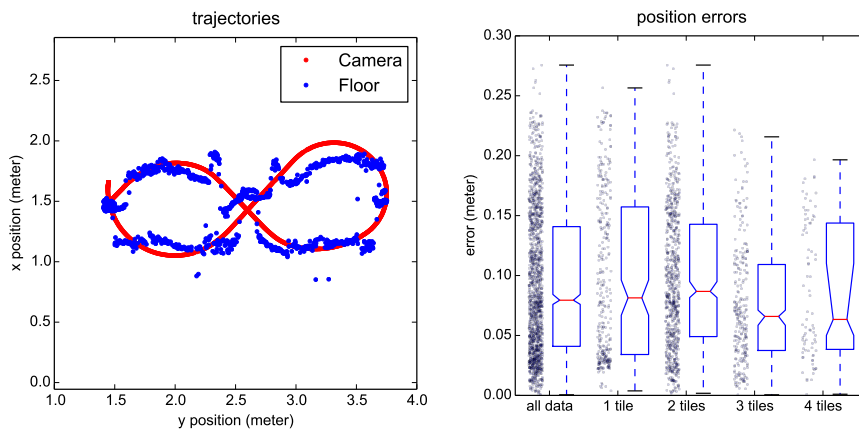 trajectories
2.5
2.0
1.5
1.0
0.5
0.0
x position (meter)
Camera
Floor
1.0 1.5 2.0 2.5 3.0 3.5 4.0
y position (meter)
position errors
0.30
0.25
0.20
0.15
0.10
0.05
0.00
error (meter)
all data 1 tile 2 tiles 3 tiles 4 tiles